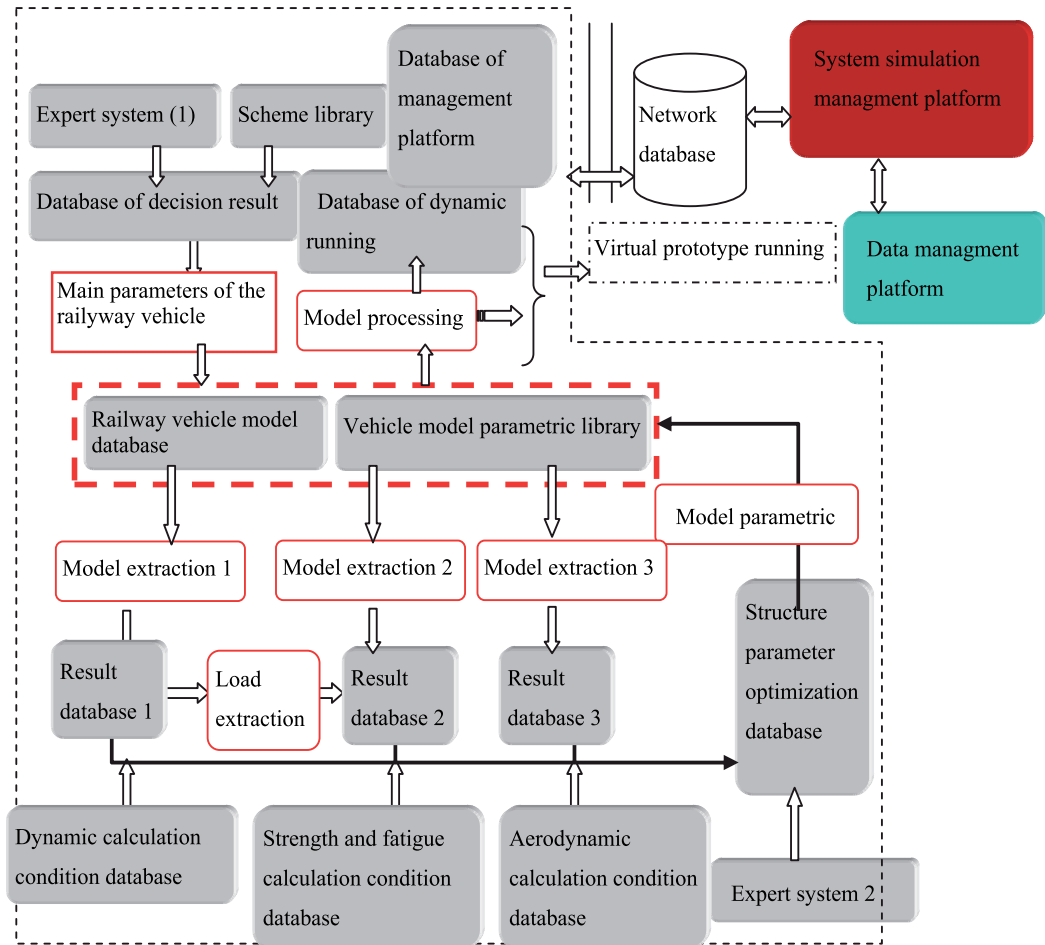 Database of
management
platform
System simulation
managment platform
Expert system (1)
Scheme library
Network
database
Database of decision result
Database of dynamic
running
Virtual prototype running
Data managment
platform
Main parameters of the
railyway vehicle
Model processing
Railway vehicle model
database
Vehicle model parametric library
Model parametric
Model extraction 1
Model extraction 2
Model extraction 3
Structure
parameter
optimization
database
Result
database 1
Load
extraction
Result
database 2
Result
database 3
Dynamic calculation
condition database
Strength and fatigue
calculation condition
database
Aerodynamic
calculation condition
database
Expert system 2